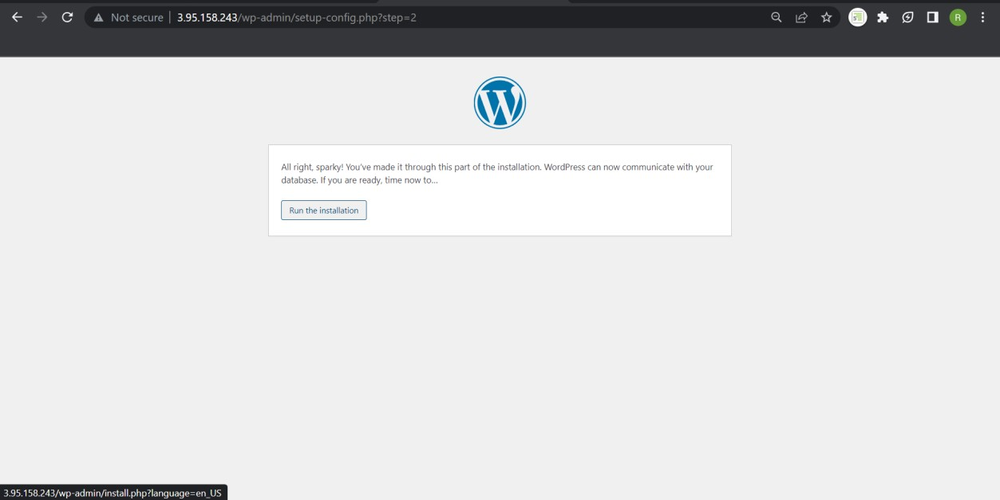 Not secure | 3.95.158.243/wp-admin/setup-config.php?step=2
S
R
W
All right, sparky! You've made it through this part of the installation. WordPress can now communicate with your
database. If you are ready, time now to...
Run the installation
3.95.158.243/wp-admin/install.php?language=en_US